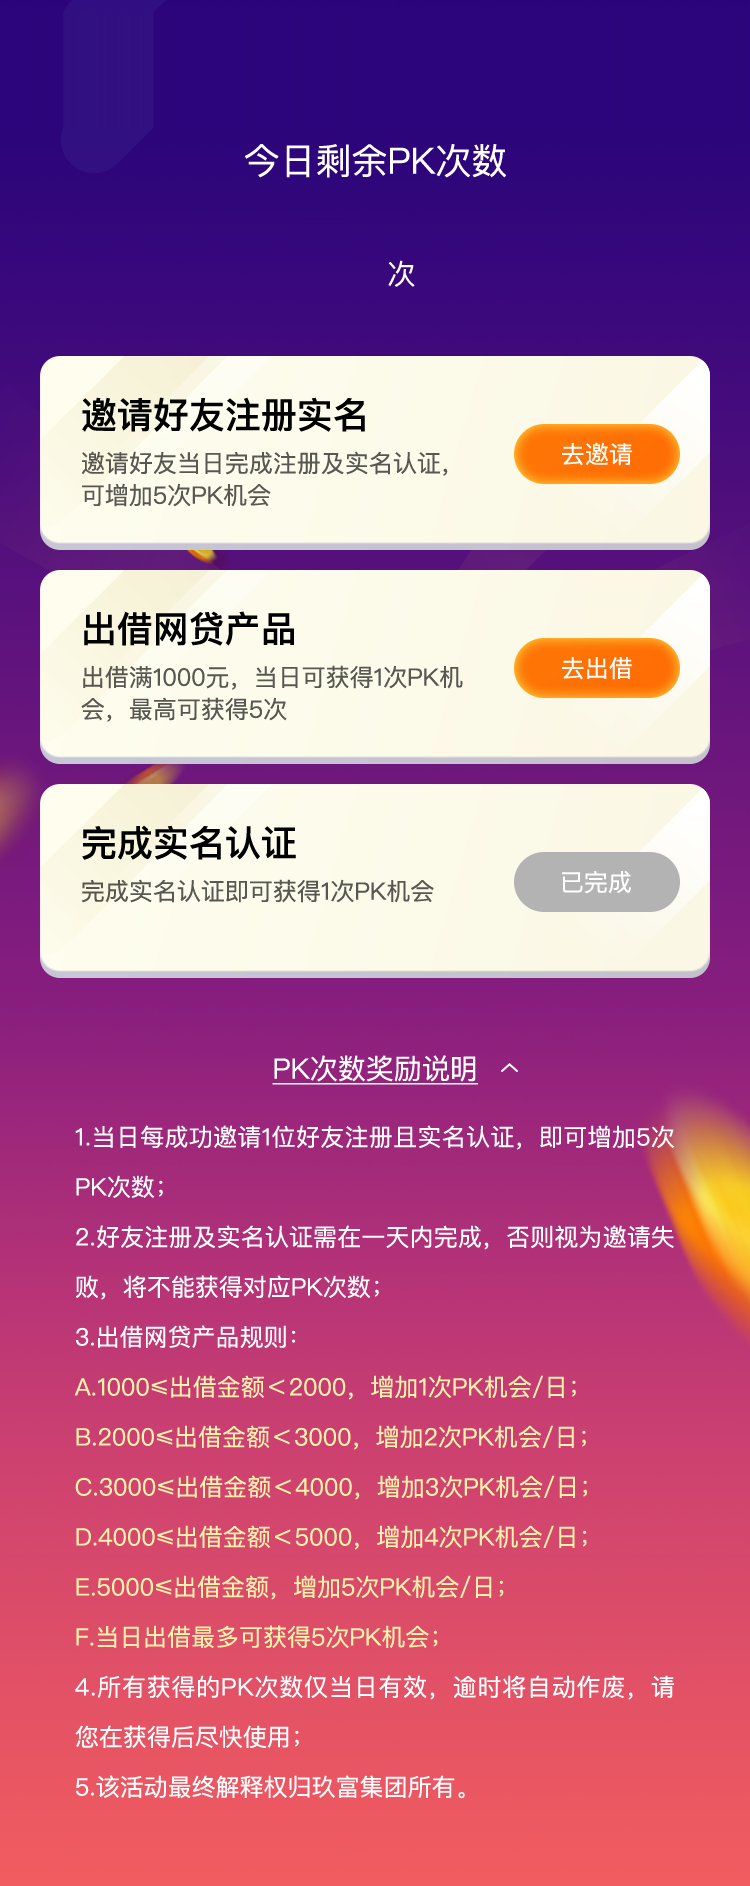 今日剩余PK次数
次
邀请好友注册实名
邀请好友当日完成注册及实名认证，
可增加5次PK机会
去邀请
出借网贷产品
出借满1000元，当日可获得1次PK机
会，最高可获得5次
去出借
完成实名认证
完成实名认证即可获得1次PK机会
已完成
PK次数奖励说明
1.当日每成功邀请1位好友注册且实名认证，即可增加5次
PK次数；
2.好友注册及实名认证需在一天内完成，否则视为邀请失
败，将不能获得对应PK次数；
3.出借网贷产品规则：
A.1000≤出借金额＜2000，增加1次PK机会/日；
B.2000≤出借金额＜3000，增加2次PK机会/日；
C.3000≤出借金额＜4000，增加3次PK机会/日；
D.4000≤出借金额＜5000，增加4次PK机会/日；
E.5000≤出借金额，增加5次PK机会/日；
F.当日出借最多可获得5次PK机会；
4.所有获得的PK次数仅当日有效，逾时将自动作废，请
您在获得后尽快使用；
5.该活动最终解释权归玖富集团所有。